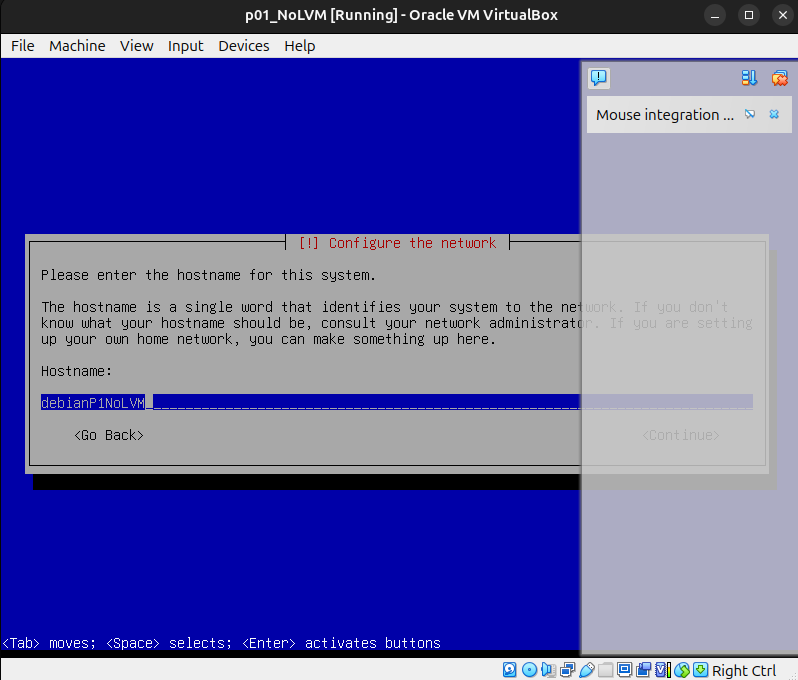 p01_NoLVM [Running] - Oracle VM VirtualBox
File Machine View Input Devices Help
Mouse integration ...
[!] Configure the network
Please enter the hostname for this system.
The hostname is a single word that identifies your system to the network. If you don't
know what your hostname should be, consult your network administrator. If you are setting
up your own home network, you can make something up here.
Hostname:
debianP1NoLVM
<Go Back> <Continue>
<Tab> moves; <Space> selects; <Enter> activates buttons
Right Ctrl